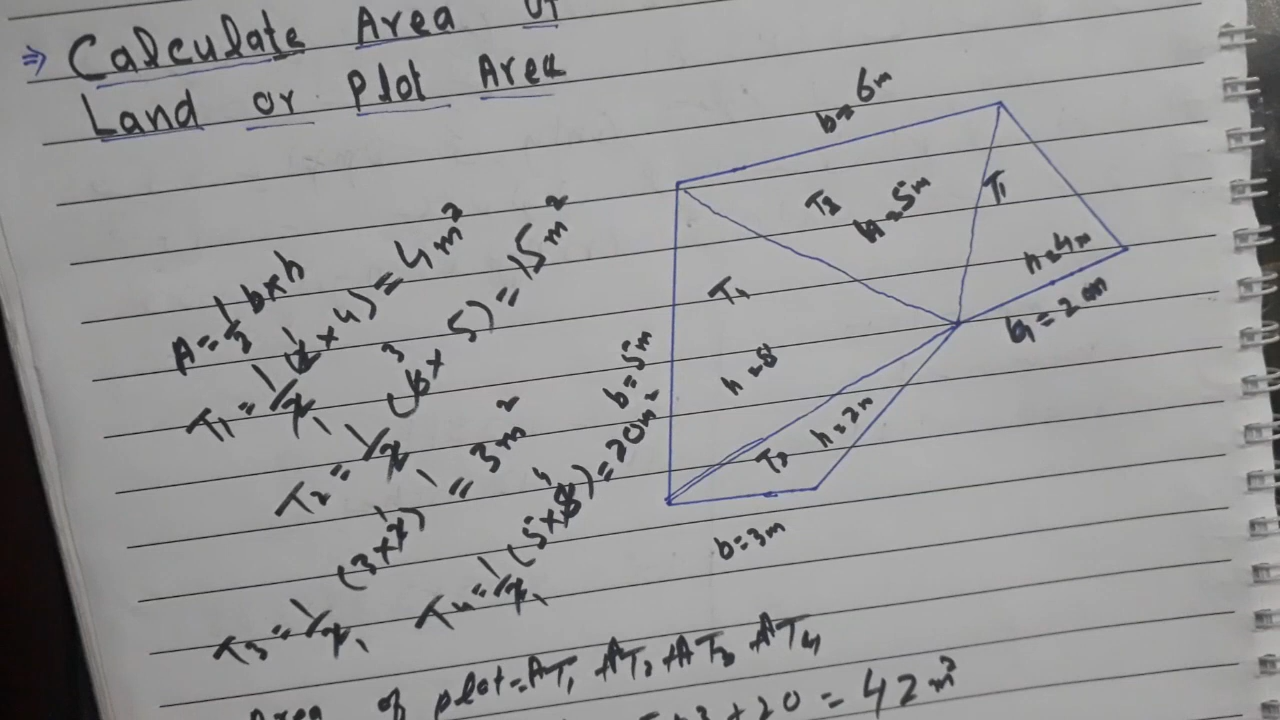 ⇒ Calculate Area of
Land or Plot Area
A = 1/2 b×h
T1 = 1/2 (2×4) = 4m²
T2 = 1/2 (6×5) = 15m²
T3 = 1/2 (3×2) = 3m²
T4 = 1/2 (5×8) = 20m²
b = 6m
T2
h = 5m
T1
h = 4m
b = 2m
T4
h = 8
b = 5m
T3 h = 2m
b = 3m
Area of plot = AT1 + AT2 + AT3 + AT4
+3+20 = 42m²